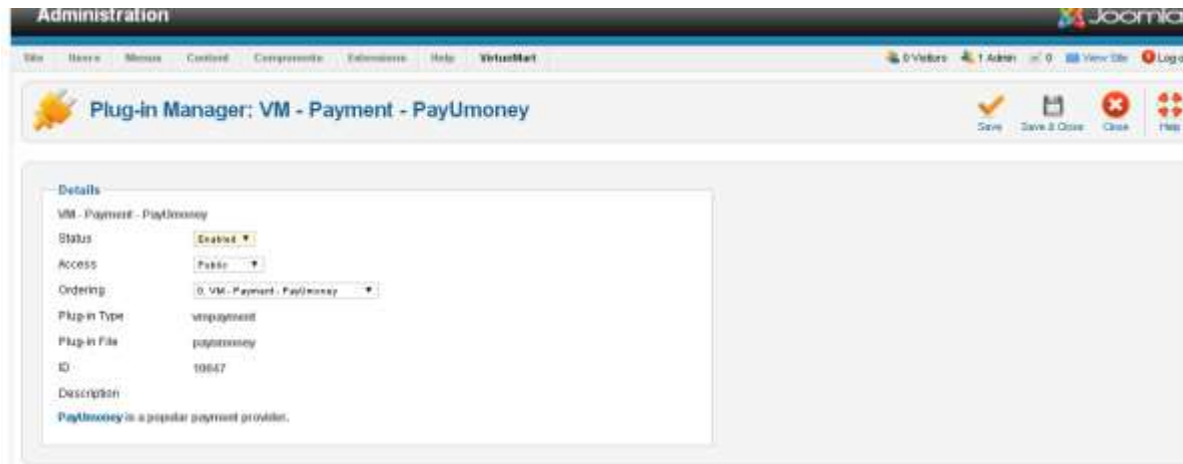 Administration
Joomla
Site Users Menus Content Components Extensions Help VirtueMart
0 Visitors 1 Admin 0 View Site Log o
Plug-in Manager: VM - Payment - PayUmoney
Save Save & Close Close Help
Details
VM - Payment - PayUmoney
Status Enabled
Access Public
Ordering 0. VM - Payment - PayUmoney
Plug-in Type vmpayment
Plug-in File payumoney
ID
Description
PayUmoney is a popular payment provider.